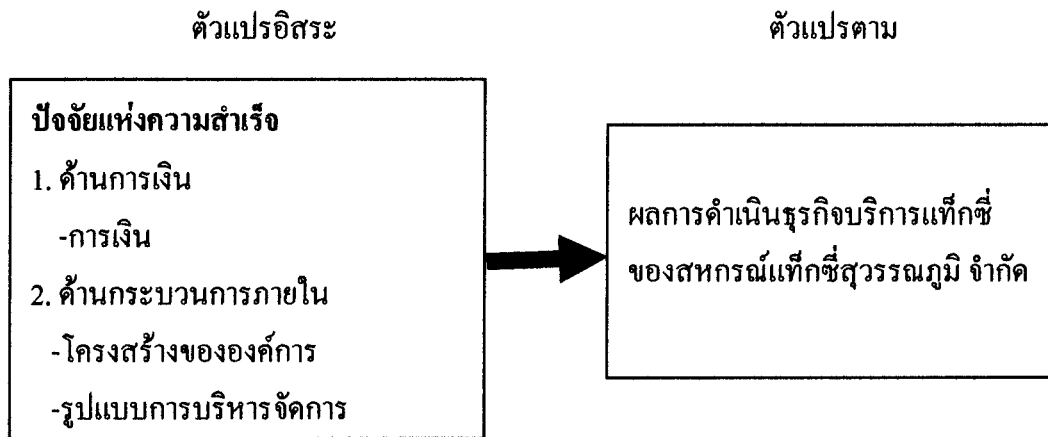 ตัวแปรอิสระ
ตัวแปรตาม
ปัจจัยแห่งความสำเร็จ
1. ด้านการเงิน
-การเงิน
2. ด้านกระบวนการภายใน
-โครงสร้างขององค์การ
-รูปแบบการบริหารจัดการ
ผลการดำเนินธุรกิจบริการแท็กซี่
ของสหกรณ์แท็กซี่สุวรรณภูมิ จำกัด